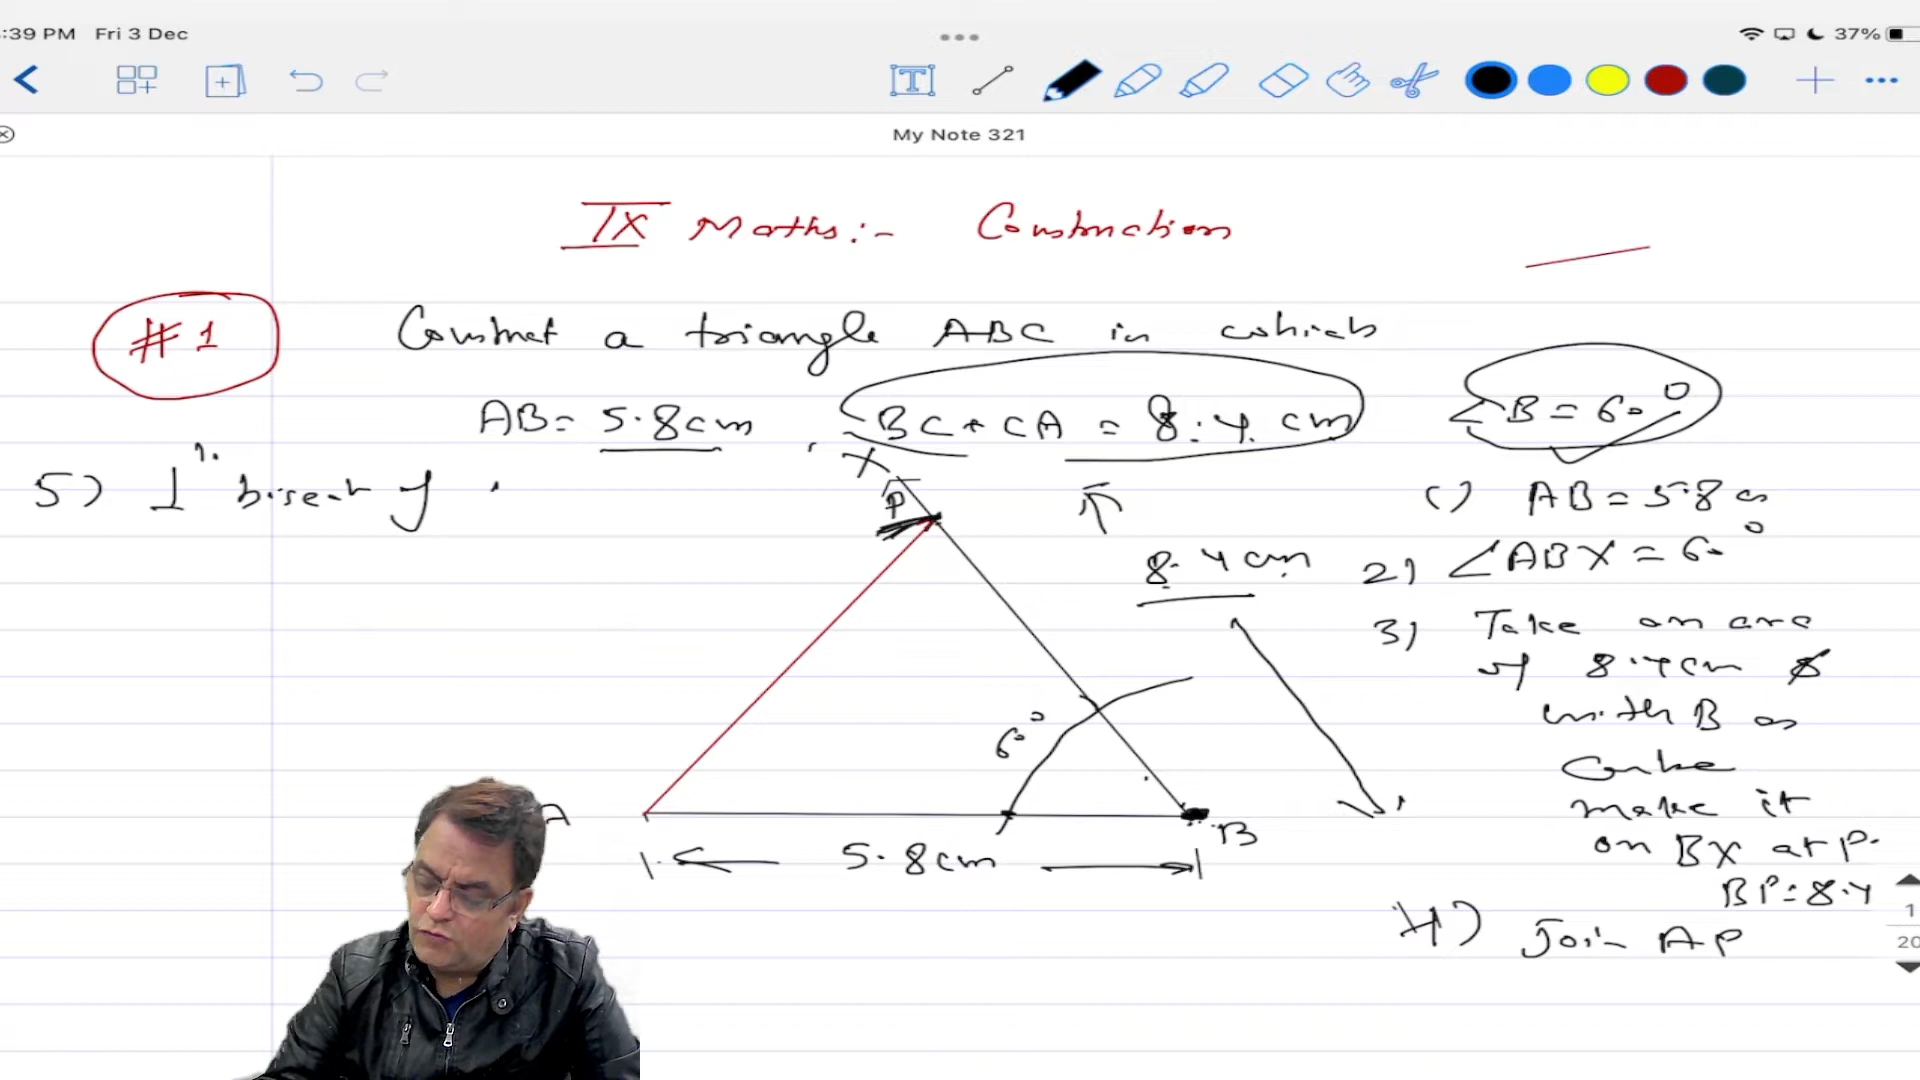 :39 PM Fri 3 Dec
37%
My Note 321
IX Maths:- Construction
#1
Construct a triangle ABC in which
AB = 5.8cm , BC + CA = 8.4 cm ∠B = 60°
5) ⊥r bisect of
X
P
1) AB = 5.8 cm
8.4 cm
2) ∠ABX = 60°
3) Take an arc
of 8.4cm
with B as
make it
on BX at P.
BP = 8.4
4) Join AP
60°
A
B
5.8cm
1
20